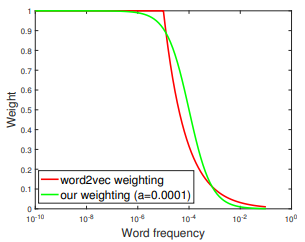 1
0.9
0.8
0.7
0.6
0.5
0.4
0.3
0.2
0.1
0
Weight
word2vec weighting
our weighting (a=0.0001)
10^-10 10^-8 10^-6 10^-4 10^-2 10^0
Word frequency